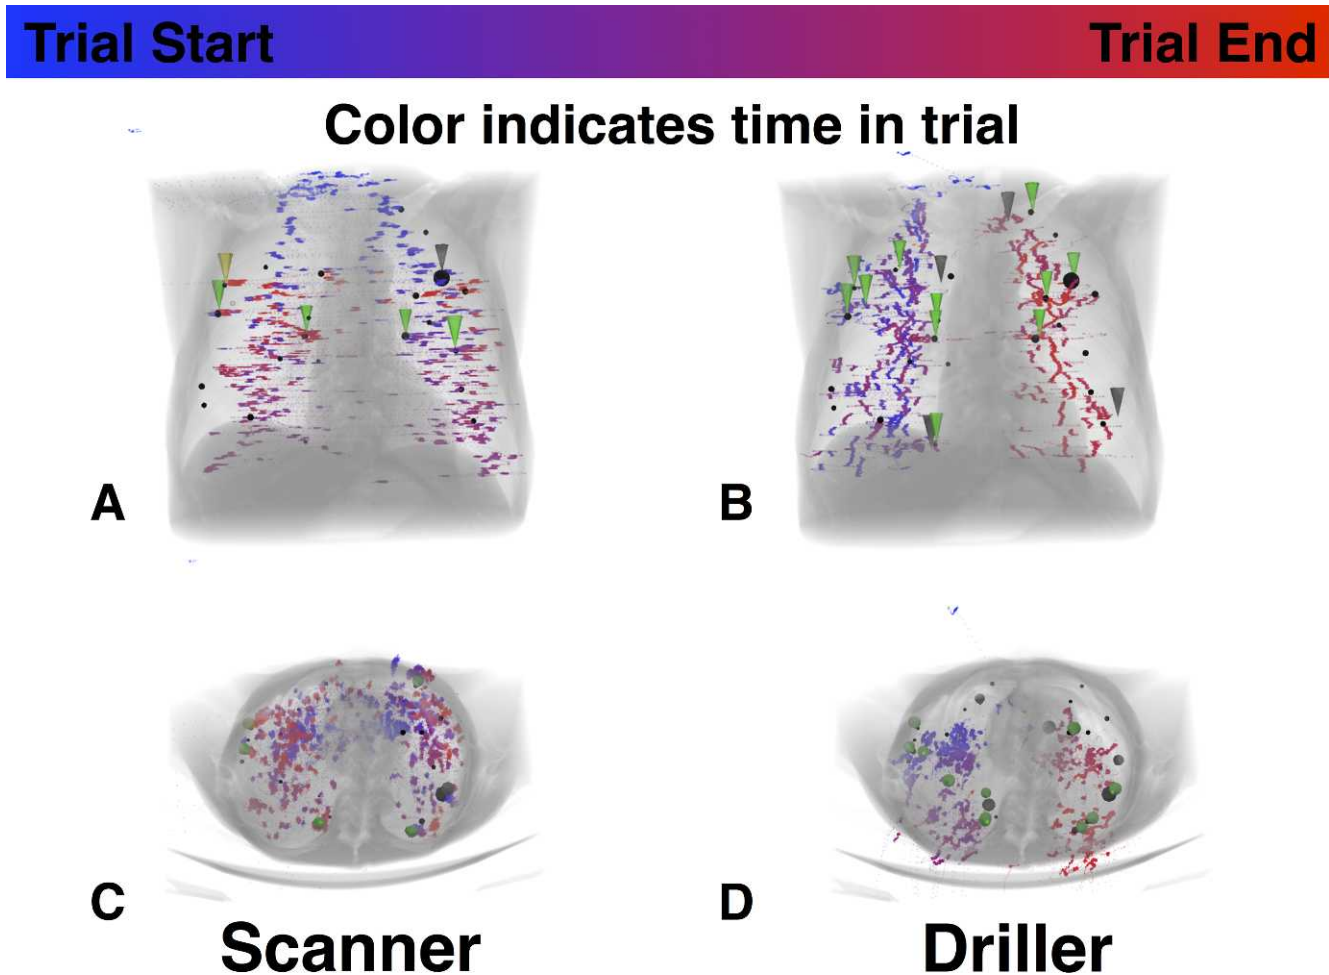 Trial Start
Trial End
Color indicates time in trial
A
B
C
D
Scanner
Driller